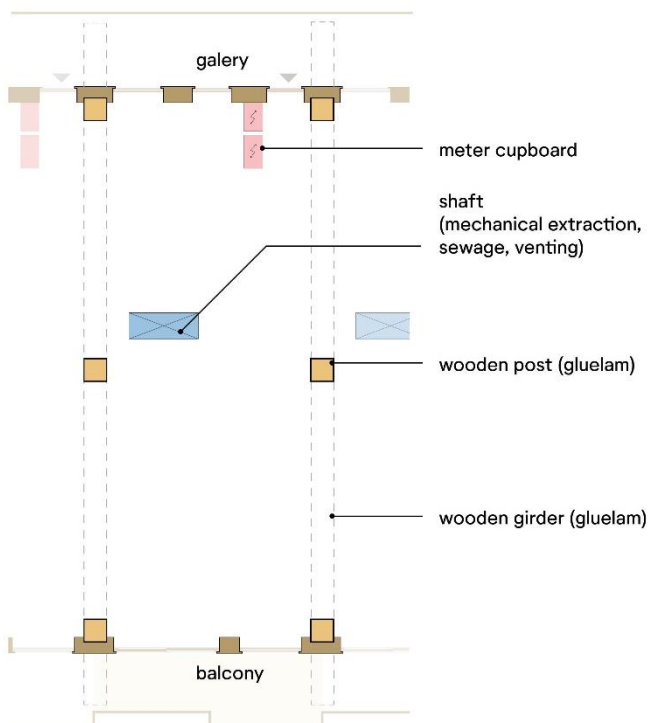 galery
meter cupboard
shaft
(mechanical extraction,
sewage, venting)
wooden post (gluelam)
wooden girder (gluelam)
balcony